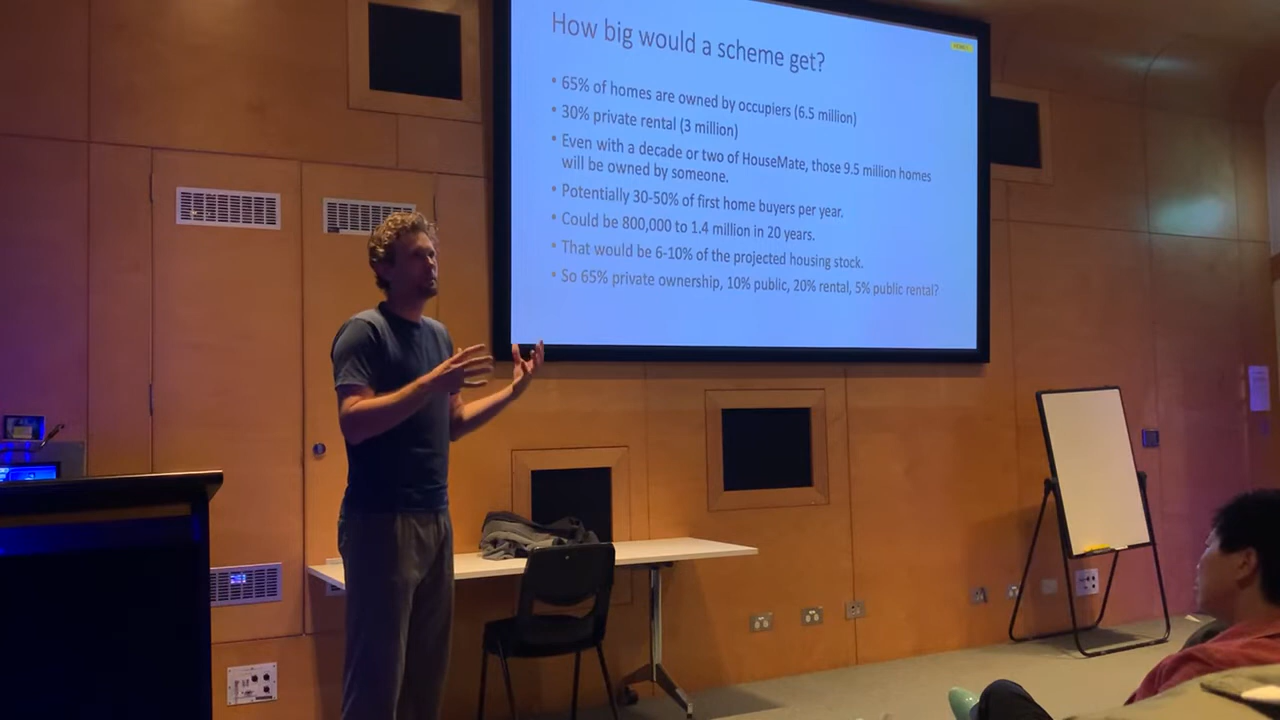 How big would a scheme get?
• 65% of homes are owned by occupiers (6.5 million)
• 30% private rental (3 million)
• Even with a decade or two of HouseMate, those 9.5 million homes
will be owned by someone.
• Potentially 30-50% of first home buyers per year.
• Could be 800,000 to 1.4 million in 20 years.
• That would be 6-10% of the projected housing stock.
• So 65% private ownership, 10% public, 20% rental, 5% public rental?